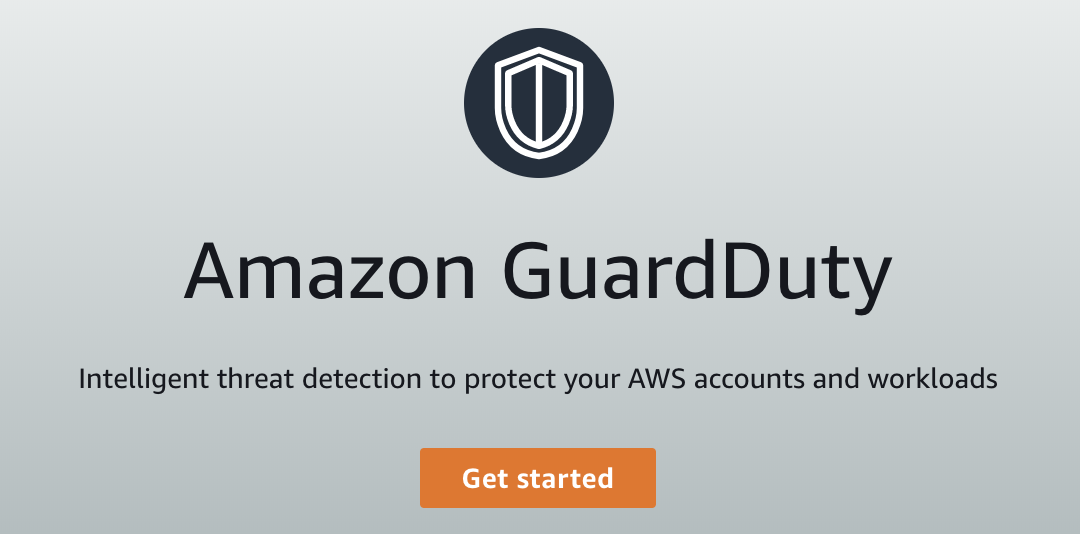 Amazon GuardDuty
Intelligent threat detection to protect your AWS accounts and workloads
Get started